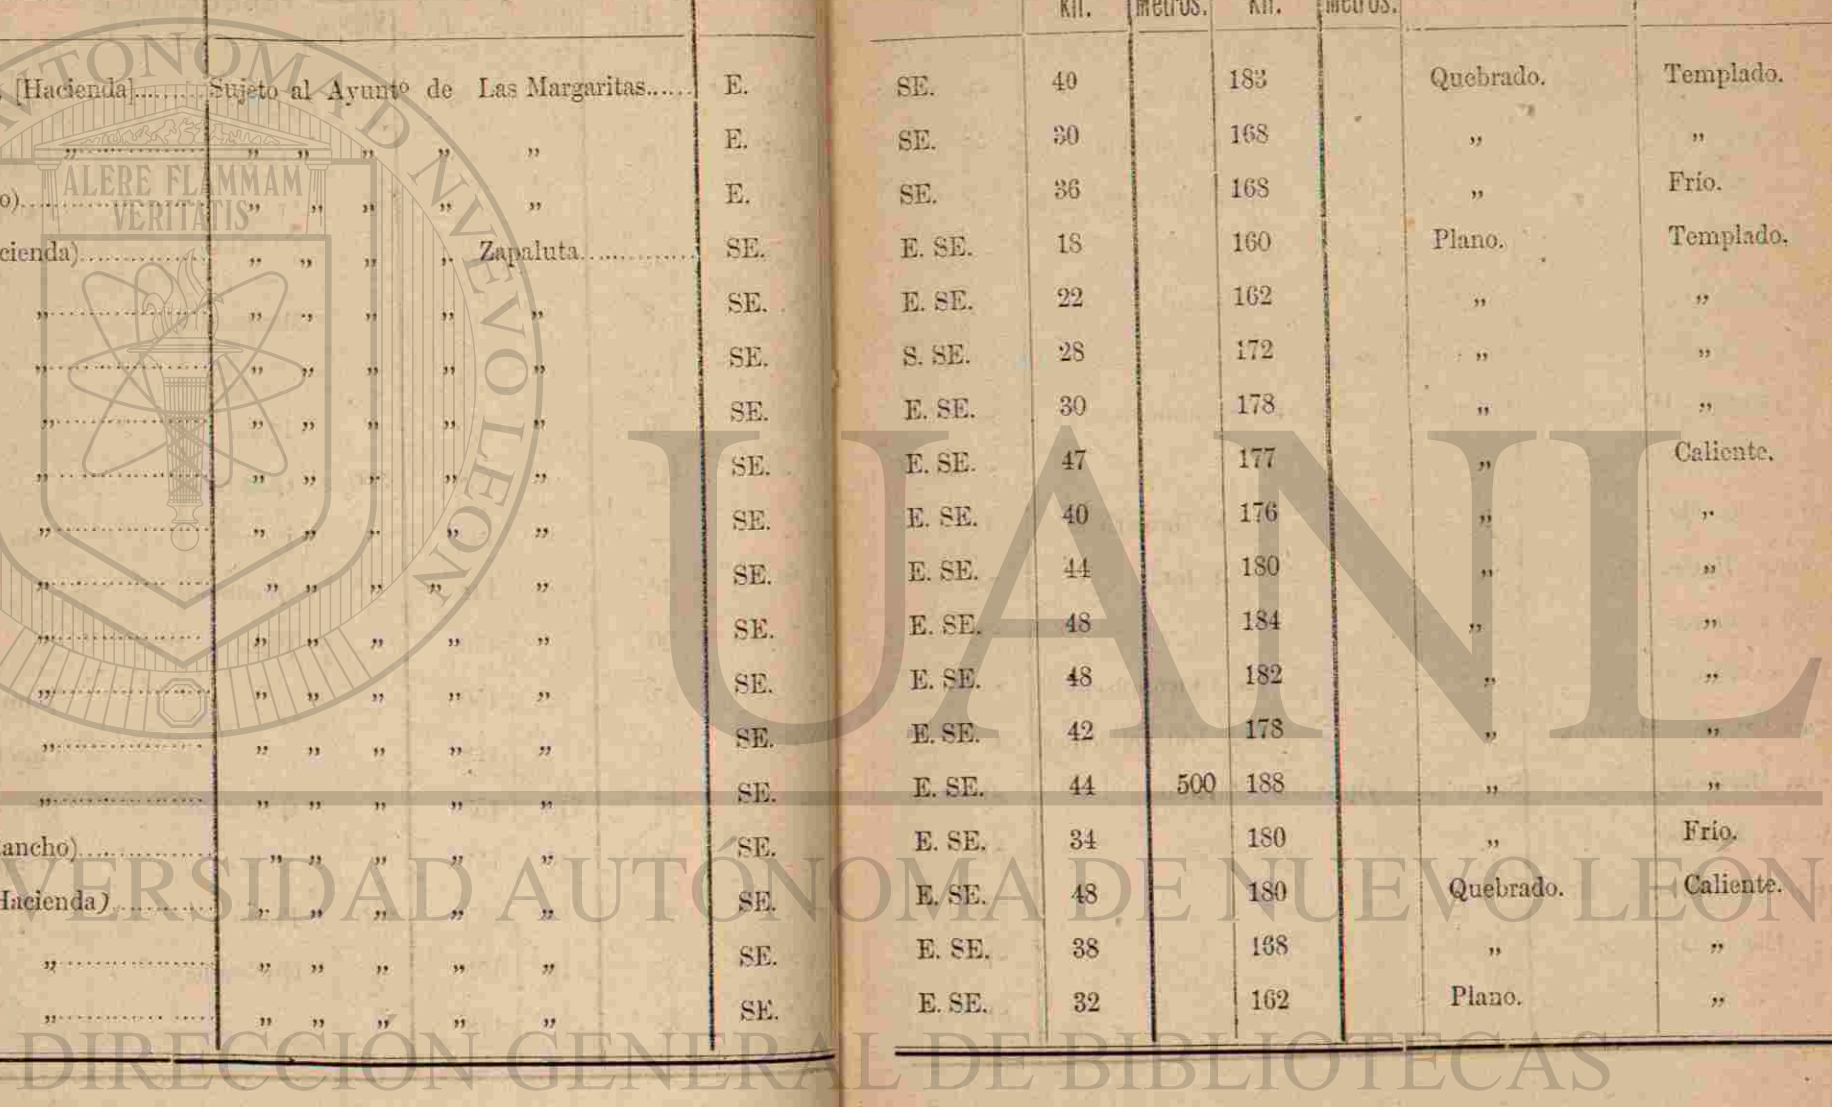 Kil. Metros. Kil. Metros.
[Hacienda]........ Sujeto al Ayunt° de Las Margaritas...... E. SE. 40 183 Quebrado. Templado.
„ „ „ „ „ „ E. SE. 30 168 „ „
o) „ „ „ „ „ E. SE. 36 168 „ Frío.
cienda) „ „ „ „ Zapaluta. SE. E. SE. 18 160 Plano. Templado.
„ „ „ „ „ „ SE. E. SE. 22 162 „ „
„ „ „ „ „ „ SE. S. SE. 28 172 „ „
„ „ „ „ „ „ SE. E. SE. 30 178 „ „
„ „ „ „ „ „ SE. E. SE. 47 177 „ Caliente.
„ „ „ „ „ „ SE. E. SE. 40 176 „ „
„ „ „ „ „ „ SE. E. SE. 44 180 „ „
„ „ „ „ „ „ SE. E. SE. 48 184 „ „
„ „ „ „ „ „ SE. E. SE. 48 182 „ „
„ „ „ „ „ „ SE. E. SE. 42 178 „ „
„ „ „ „ „ „ SE. E. SE. 44 500 188 „ „
ancho) „ „ „ „ „ SE. E. SE. 34 180 „ Frío.
Hacienda) „ „ „ „ „ SE. E. SE. 48 180 Quebrado. Caliente.
„ „ „ „ „ „ SE. E. SE. 38 168 „ „
„ „ „ „ „ „ SE. E. SE. 32 162 Plano. „
AUTONOMA D NUEVO LEON
ALERE FLAMMAM
VERITATIS
UANL
VERSIDAD AUTÓNOMA DE NUEVO LEÓN
DIRECCIÓN GENERAL DE BIBLIOTECAS